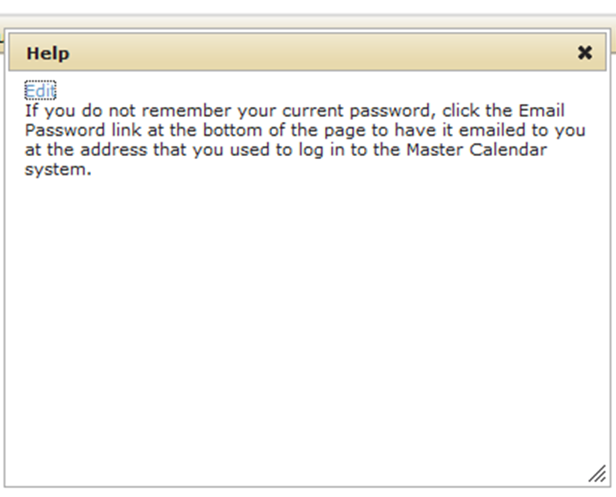 Help
Edit
If you do not remember your current password, click the Email
Password link at the bottom of the page to have it emailed to you
at the address that you used to log in to the Master Calendar
system.